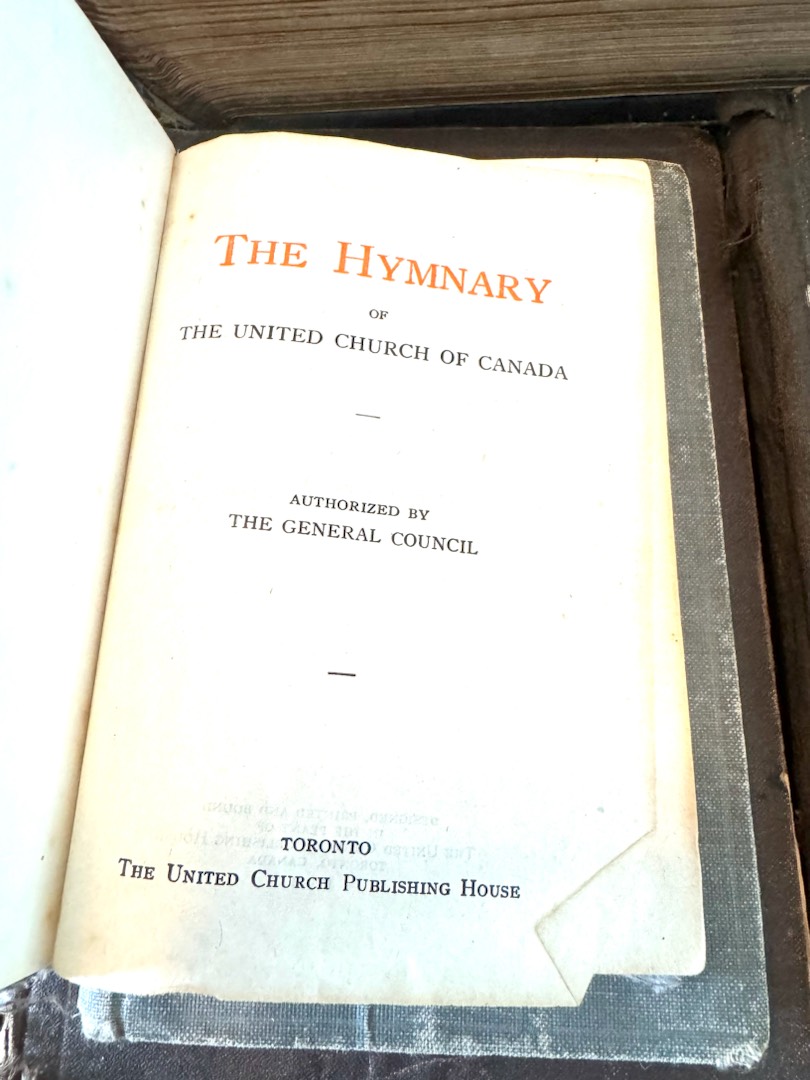 THE HYMNARY
OF
THE UNITED CHURCH OF CANADA
AUTHORIZED BY
THE GENERAL COUNCIL
TORONTO
THE UNITED CHURCH PUBLISHING HOUSE